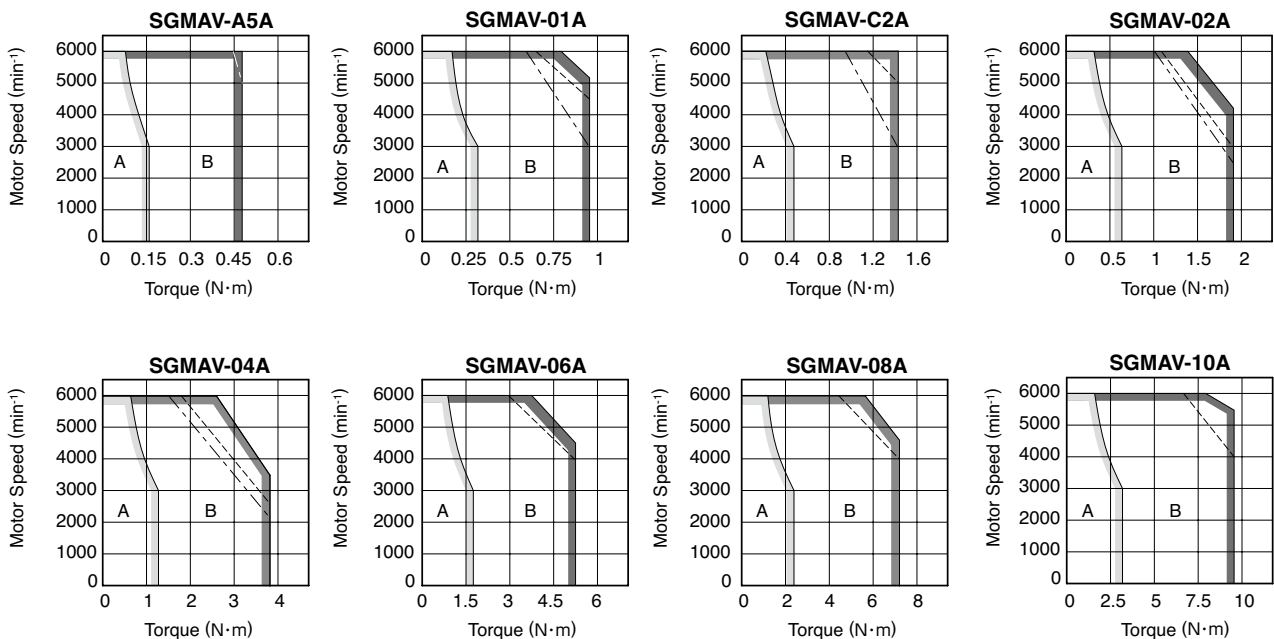 SGMAV-A5A
Motor Speed (min⁻¹)
6000
5000
4000
3000
2000
1000
0
A
B
0 0.15 0.3 0.45 0.6
Torque (N·m)
SGMAV-01A
Motor Speed (min⁻¹)
6000
5000
4000
3000
2000
1000
0
A
B
0 0.25 0.5 0.75 1
Torque (N·m)
SGMAV-C2A
Motor Speed (min⁻¹)
6000
5000
4000
3000
2000
1000
0
A
B
0 0.4 0.8 1.2 1.6
Torque (N·m)
SGMAV-02A
Motor Speed (min⁻¹)
6000
5000
4000
3000
2000
1000
0
A
B
0 0.5 1 1.5 2
Torque (N·m)
SGMAV-04A
Motor Speed (min⁻¹)
6000
5000
4000
3000
2000
1000
0
A
B
0 1 2 3 4
Torque (N·m)
SGMAV-06A
Motor Speed (min⁻¹)
6000
5000
4000
3000
2000
1000
0
A
B
0 1.5 3 4.5 6
Torque (N·m)
SGMAV-08A
Motor Speed (min⁻¹)
6000
5000
4000
3000
2000
1000
0
A
B
0 2 4 6 8
Torque (N·m)
SGMAV-10A
Motor Speed (min⁻¹)
6000
5000
4000
3000
2000
1000
0
A
B
0 2.5 5 7.5 10
Torque (N·m)